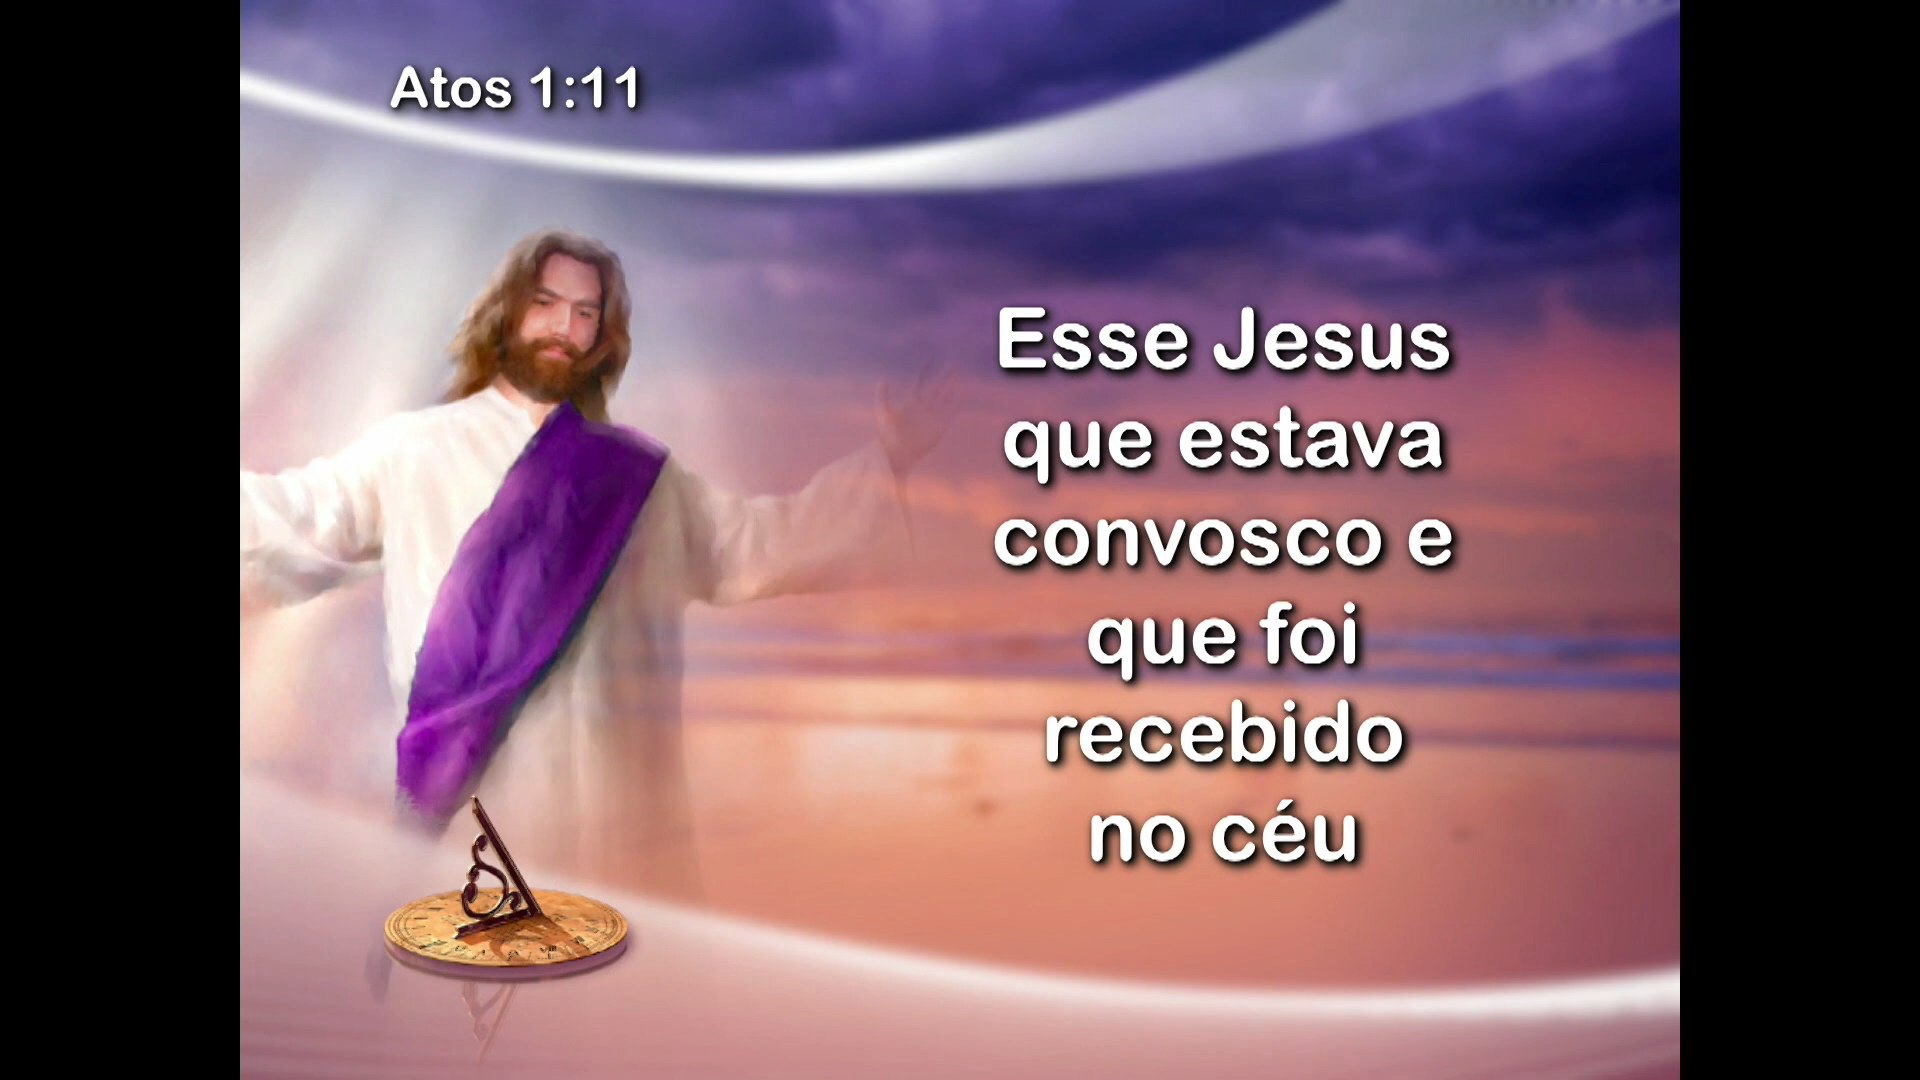 Atos 1:11
Esse Jesus
que estava
convosco e
que foi
recebido
no céu